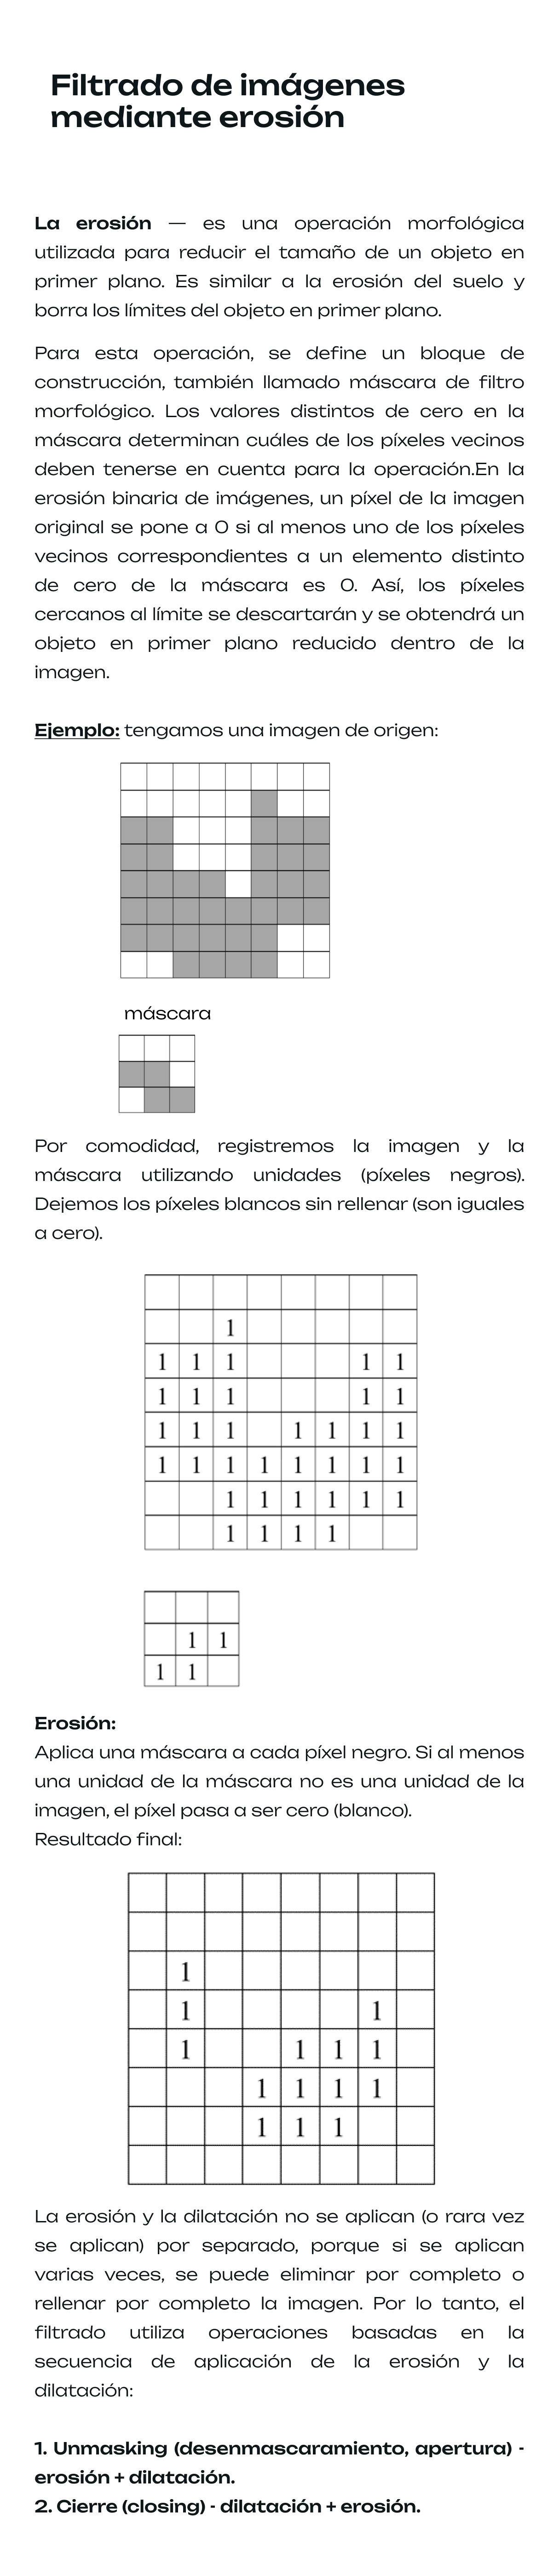 Filtrado de imágenes
mediante erosión
La erosión — es una operación morfológica
utilizada para reducir el tamaño de un objeto en
primer plano. Es similar a la erosión del suelo y
borra los límites del objeto en primer plano.
Para esta operación, se define un bloque de
construcción, también llamado máscara de filtro
morfológico. Los valores distintos de cero en la
máscara determinan cuáles de los píxeles vecinos
deben tenerse en cuenta para la operación.En la
erosión binaria de imágenes, un píxel de la imagen
original se pone a 0 si al menos uno de los píxeles
vecinos correspondientes a un elemento distinto
de cero de la máscara es 0. Así, los píxeles
cercanos al límite se descartarán y se obtendrá un
objeto en primer plano reducido dentro de la
imagen.
Ejemplo: tengamos una imagen de origen:
máscara
Por comodidad, registremos la imagen y la
máscara utilizando unidades (píxeles negros).
Dejemos los píxeles blancos sin rellenar (son iguales
a cero).
1
1 1 1 1 1
1 1 1 1 1
1 1 1 1 1 1 1
1 1 1 1 1 1 1 1
1 1 1 1 1 1
1 1 1 1
1 1
1 1
Erosión:
Aplica una máscara a cada píxel negro. Si al menos
una unidad de la máscara no es una unidad de la
imagen, el píxel pasa a ser cero (blanco).
Resultado final:
1
1 1
1 1 1 1
1 1 1 1
1 1 1
La erosión y la dilatación no se aplican (o rara vez
se aplican) por separado, porque si se aplican
varias veces, se puede eliminar por completo o
rellenar por completo la imagen. Por lo tanto, el
filtrado utiliza operaciones basadas en la
secuencia de aplicación de la erosión y la
dilatación:
1. Unmasking (desenmascaramiento, apertura) -
erosión + dilatación.
2. Cierre (closing) - dilatación + erosión.